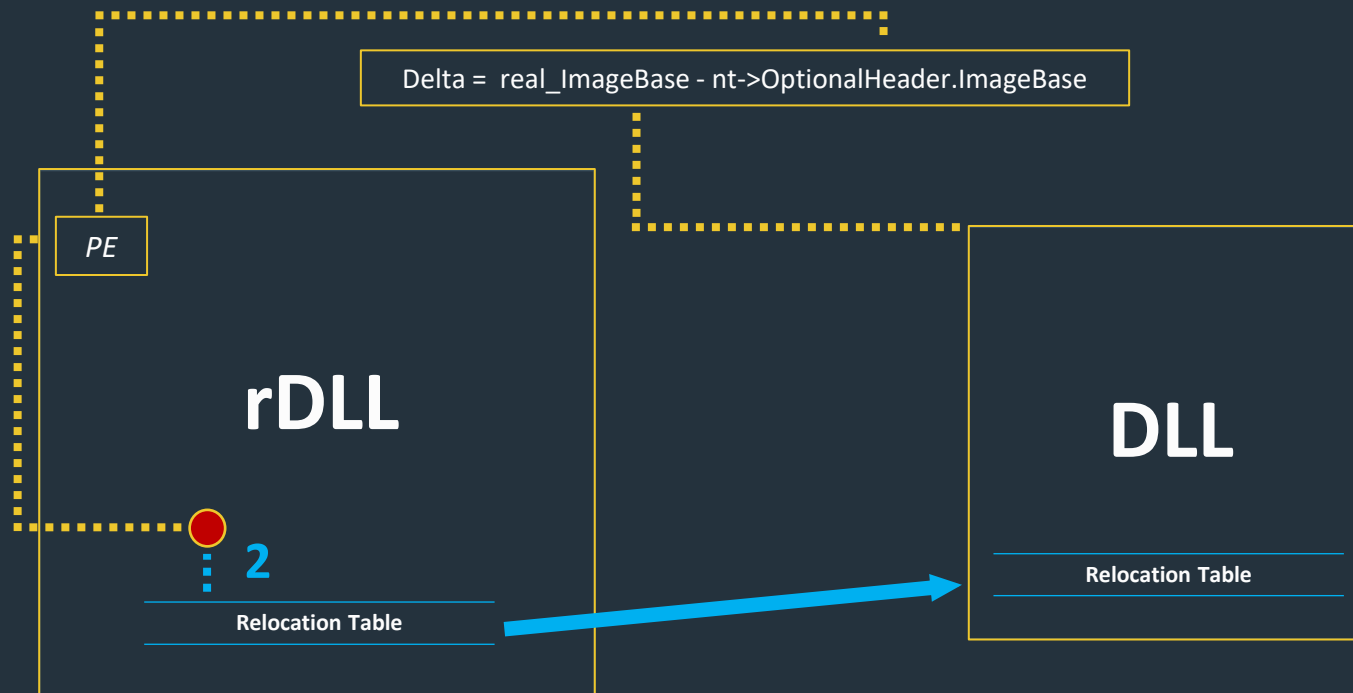 Delta = real_ImageBase - nt->OptionalHeader.ImageBase
PE
rDLL
DLL
2
Relocation Table
Relocation Table